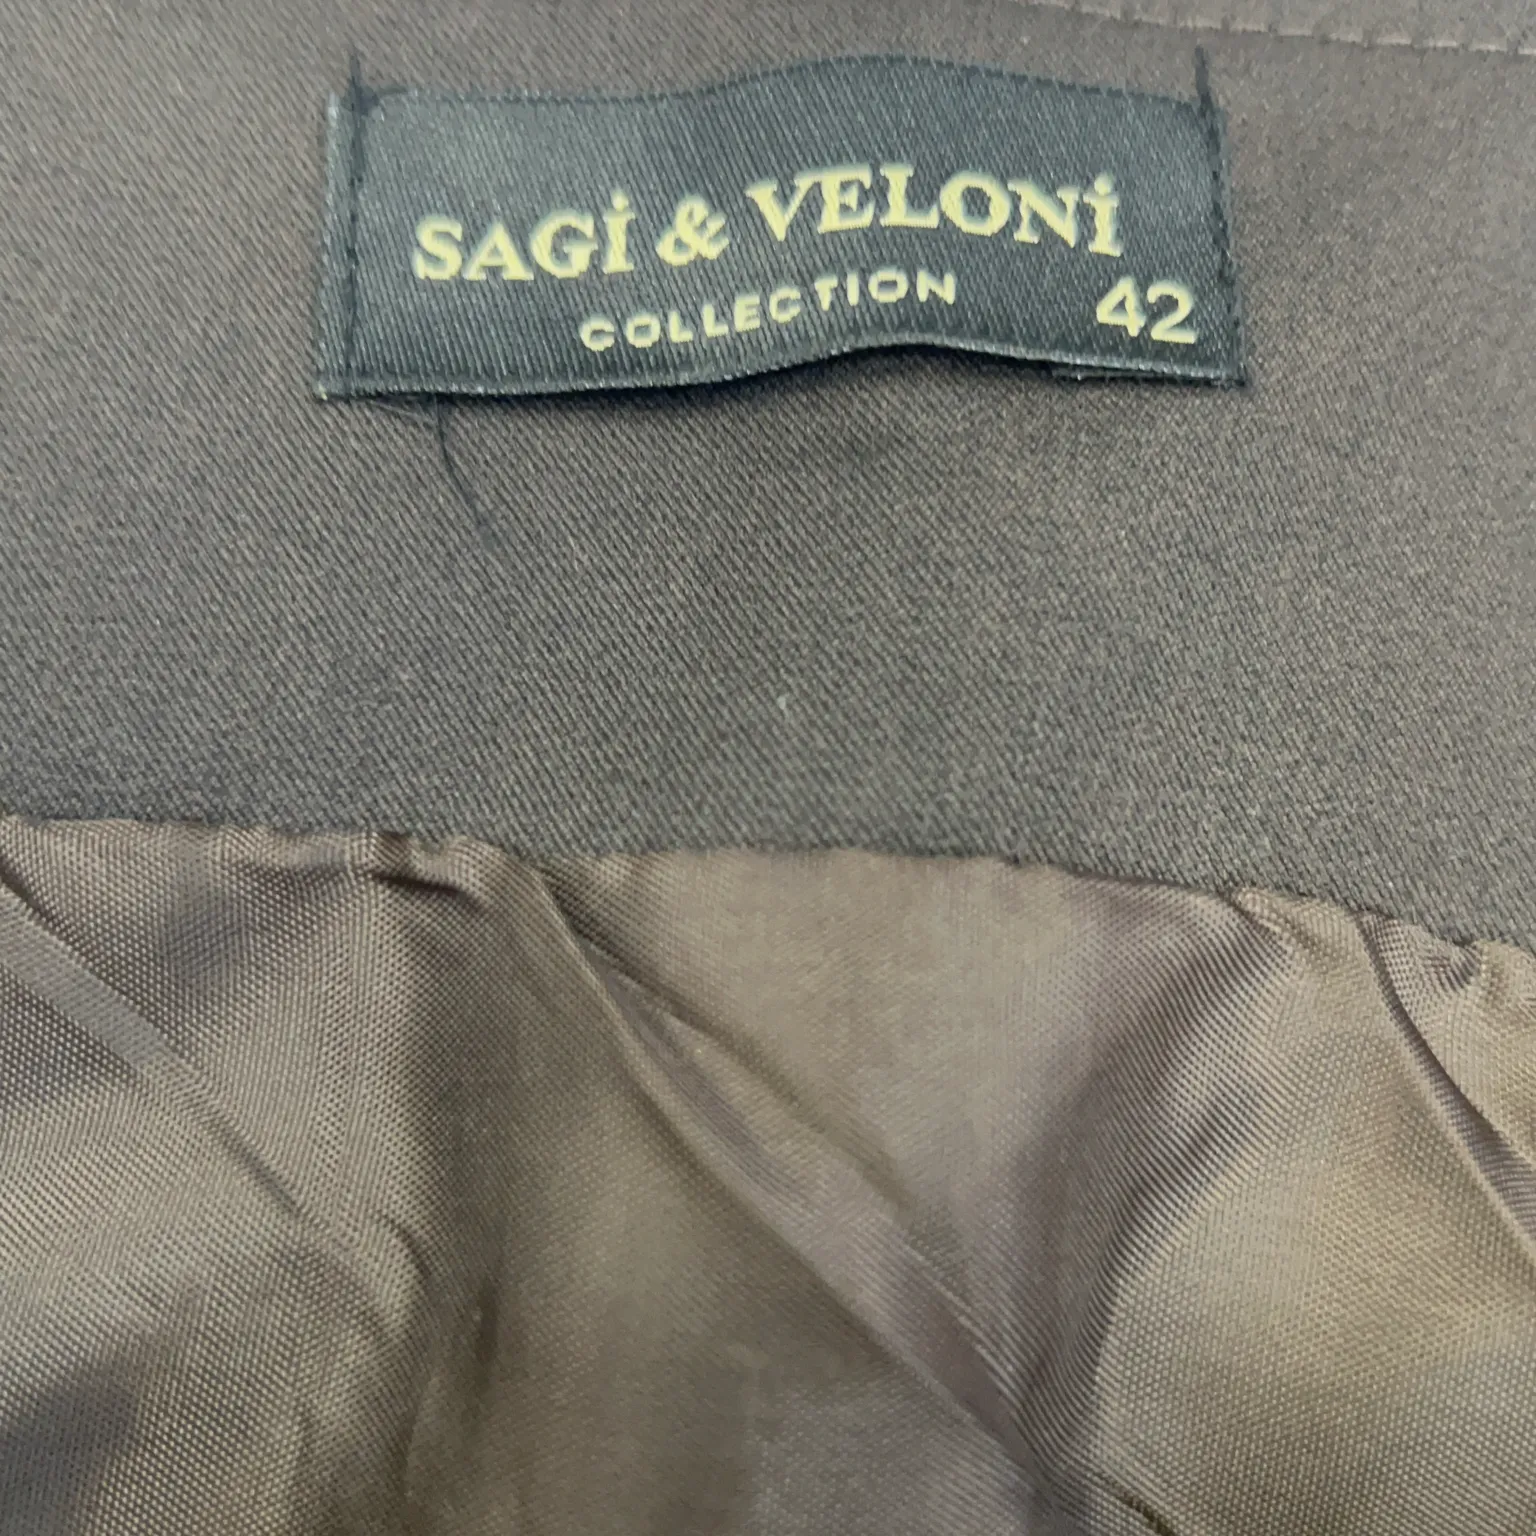 SAGİ & VELONİ
COLLECTION
42